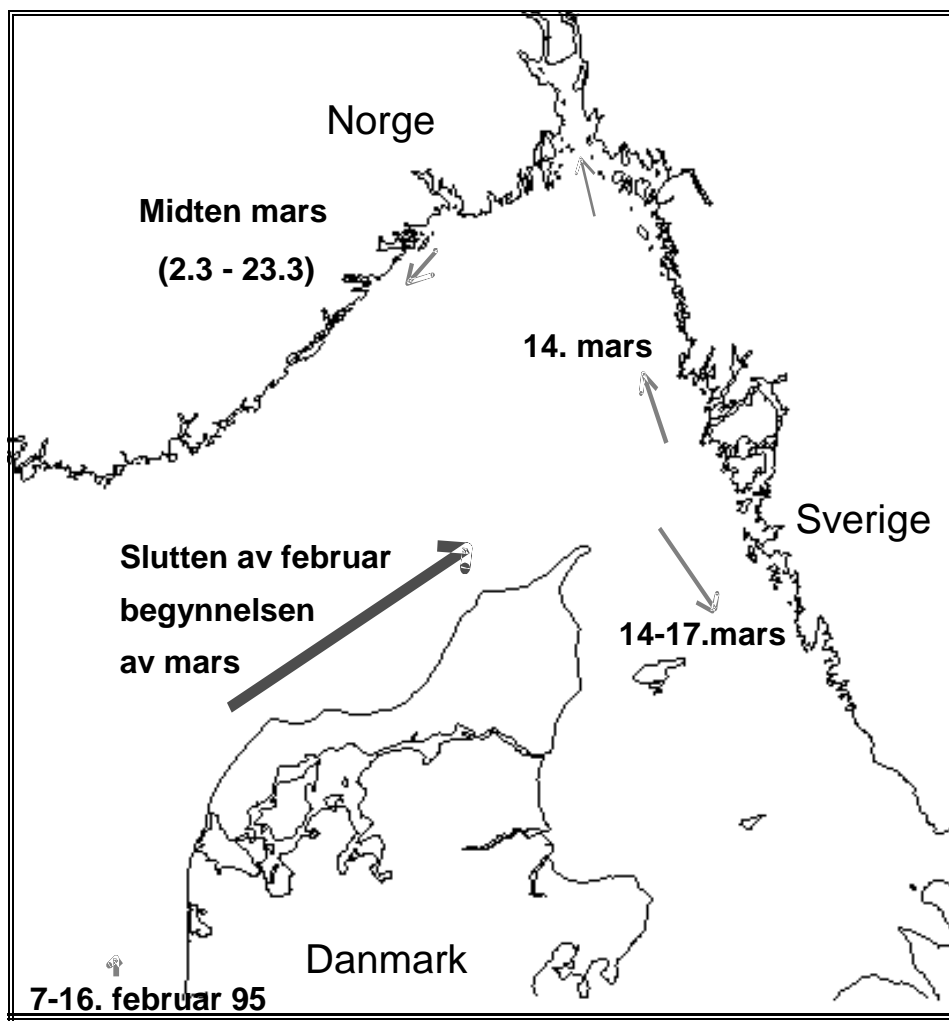 Norge
Midten mars
(2.3 - 23.3)
14. mars
Sverige
Slutten av februar
begynnelsen
av mars
14-17.mars
Danmark
7-16. februar 95